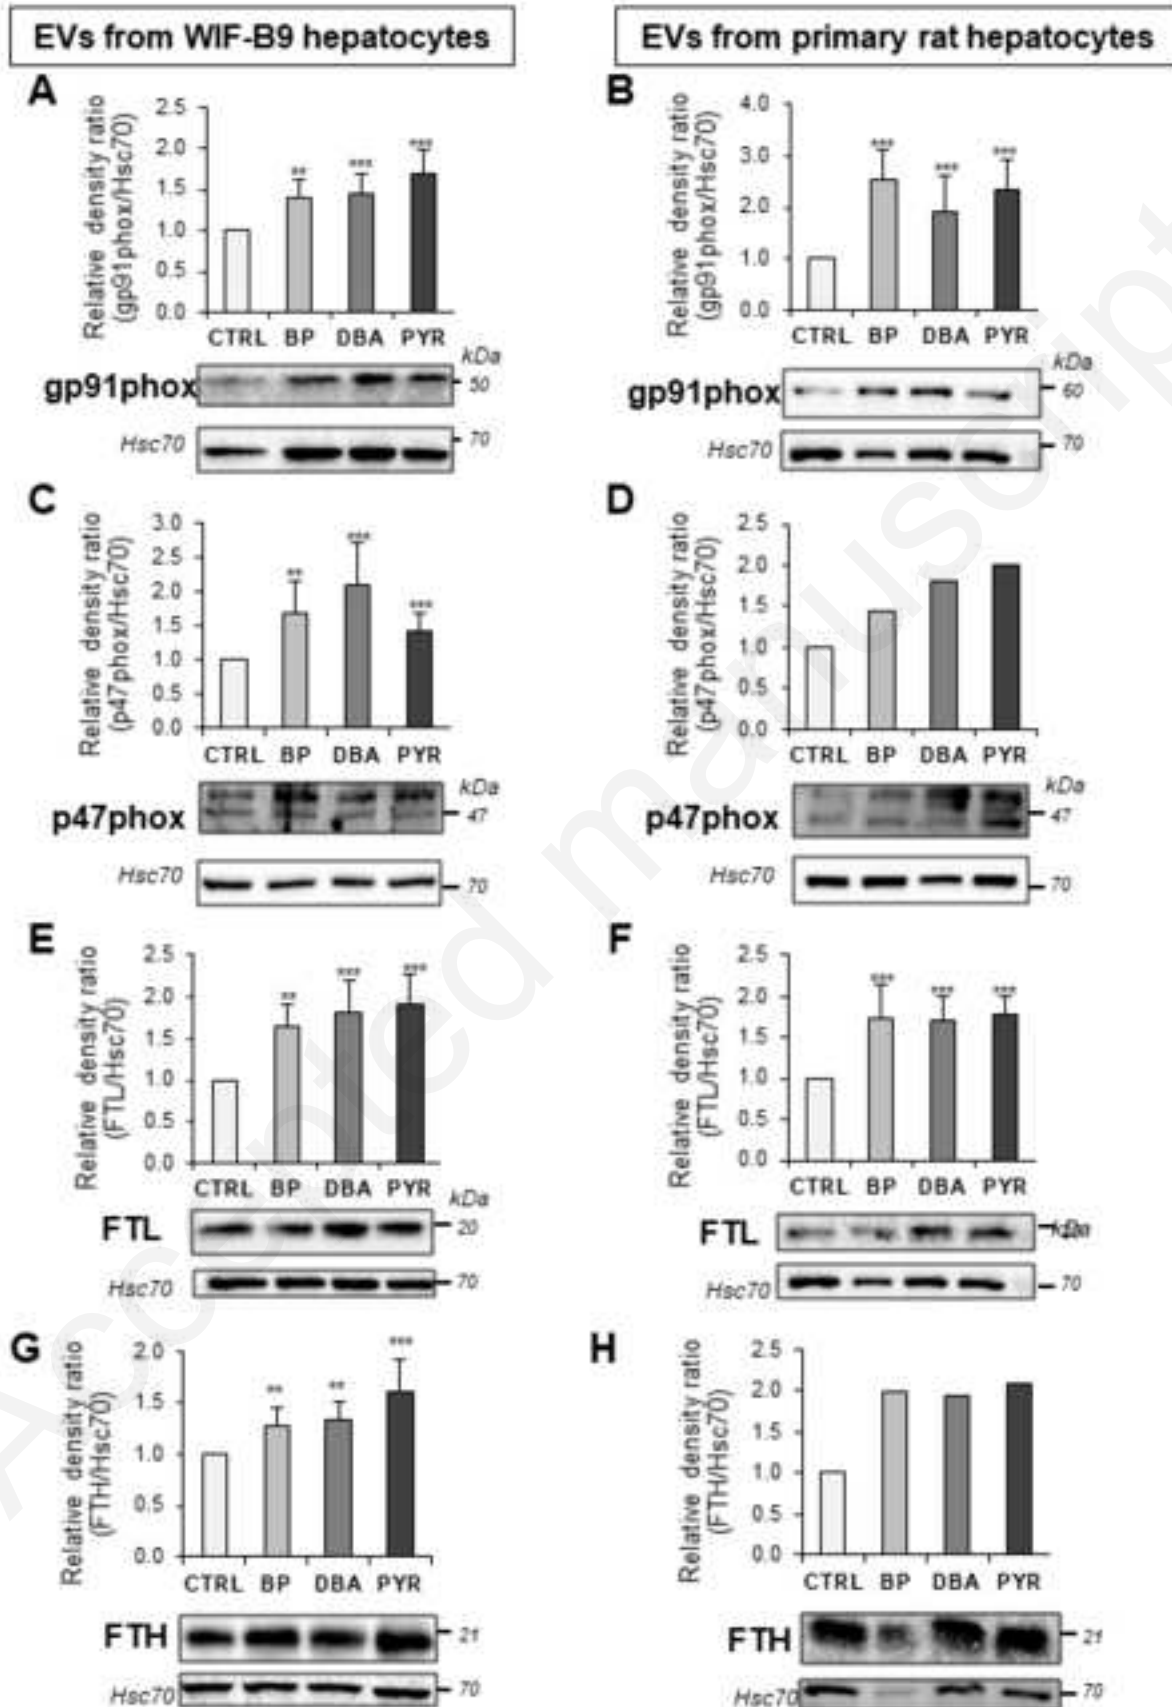 EVs from WIF-B9 hepatocytes
EVs from primary rat hepatocytes
A
Relative density ratio
(gp91phox/Hsc70)
2.5
2.0
1.5
1.0
0.5
0.0
** *** ***
CTRL BP DBA PYR
kDa
gp91phox 50
Hsc70 70
B
Relative density ratio
(gp91phox/Hsc70)
4.0
3.0
2.0
1.0
0.0
*** *** ***
CTRL BP DBA PYR
kDa
gp91phox 60
Hsc70 70
C
Relative density ratio
(p47phox/Hsc70)
3.0
2.5
2.0
1.5
1.0
0.5
0.0
** *** ***
CTRL BP DBA PYR
kDa
p47phox 47
Hsc70 70
D
Relative density ratio
(p47phox/Hsc70)
2.5
2.0
1.5
1.0
0.5
0.0
CTRL BP DBA PYR
kDa
p47phox 47
Hsc70 70
E
Relative density ratio
(FTL/Hsc70)
2.5
2.0
1.5
1.0
0.5
0.0
** *** ***
CTRL BP DBA PYR
kDa
FTL 20
Hsc70 70
F
Relative density ratio
(FTL/Hsc70)
2.5
2.0
1.5
1.0
0.5
0.0
*** *** ***
CTRL BP DBA PYR
FTL kDa
Hsc70 70
G
Relative density ratio
(FTH/Hsc70)
2.0
1.5
1.0
0.5
0.0
** ** ***
CTRL BP DBA PYR
FTH 21
Hsc70 70
H
Relative density ratio
(FTH/Hsc70)
2.5
2.0
1.5
1.0
0.5
0.0
CTRL BP DBA PYR
FTH 21
Hsc70 70
Accepted manuscript